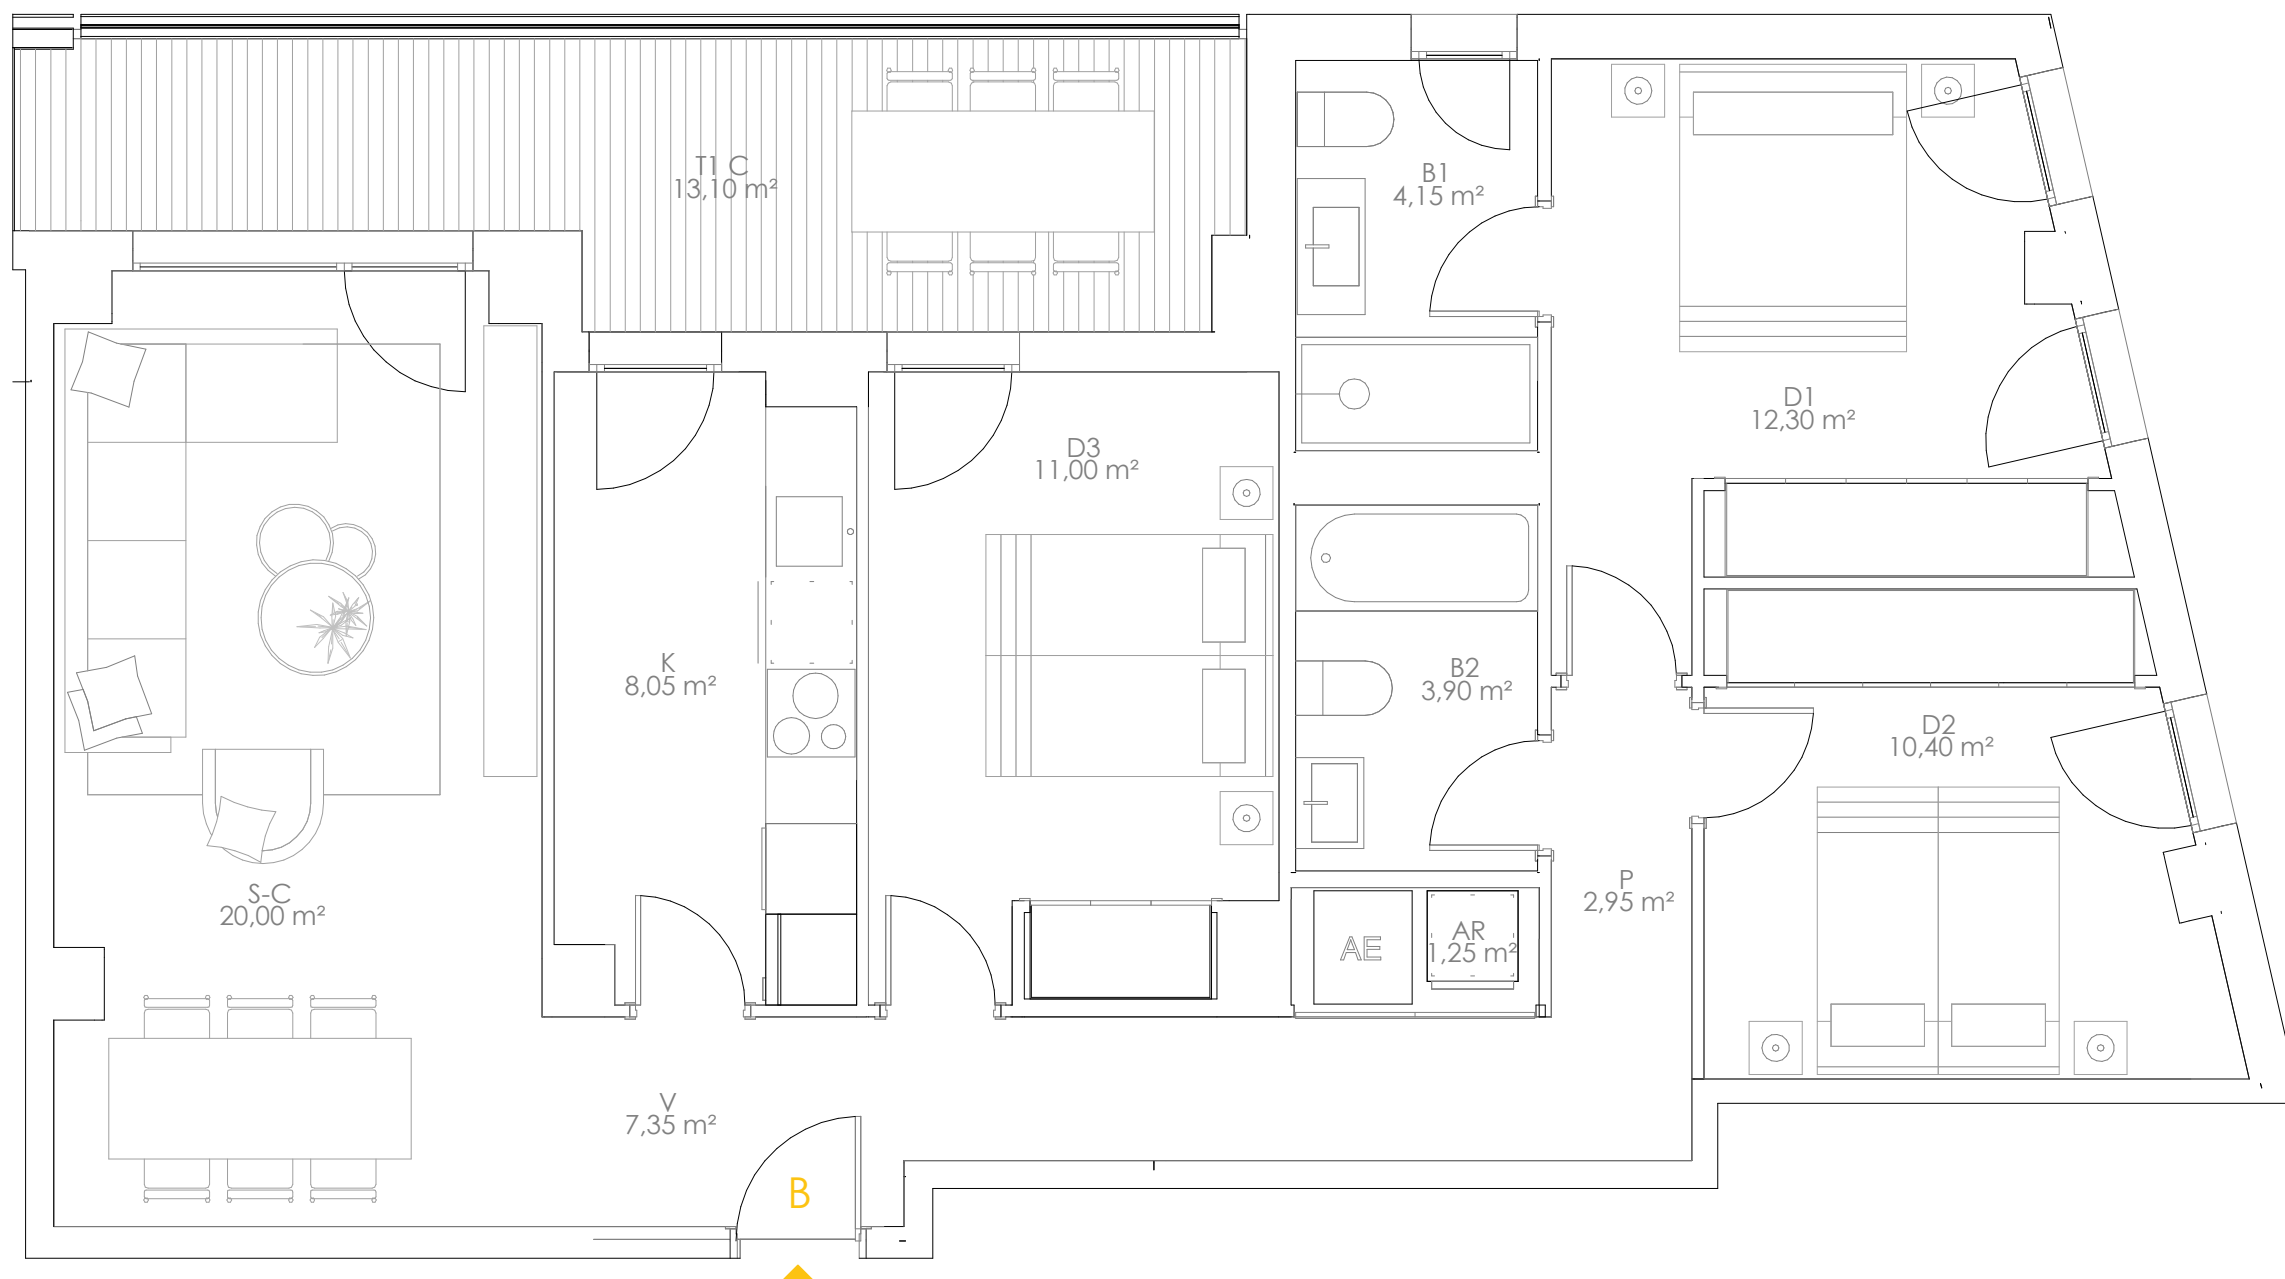 T1 C
13,10 m²
B1
4,15 m²
D1
12,30 m²
D3
11,00 m²
K
8,05 m²
B2
3,90 m²
D2
10,40 m²
S-C
20,00 m²
P
2,95 m²
AE
AR
1,25 m²
V
7,35 m²
B